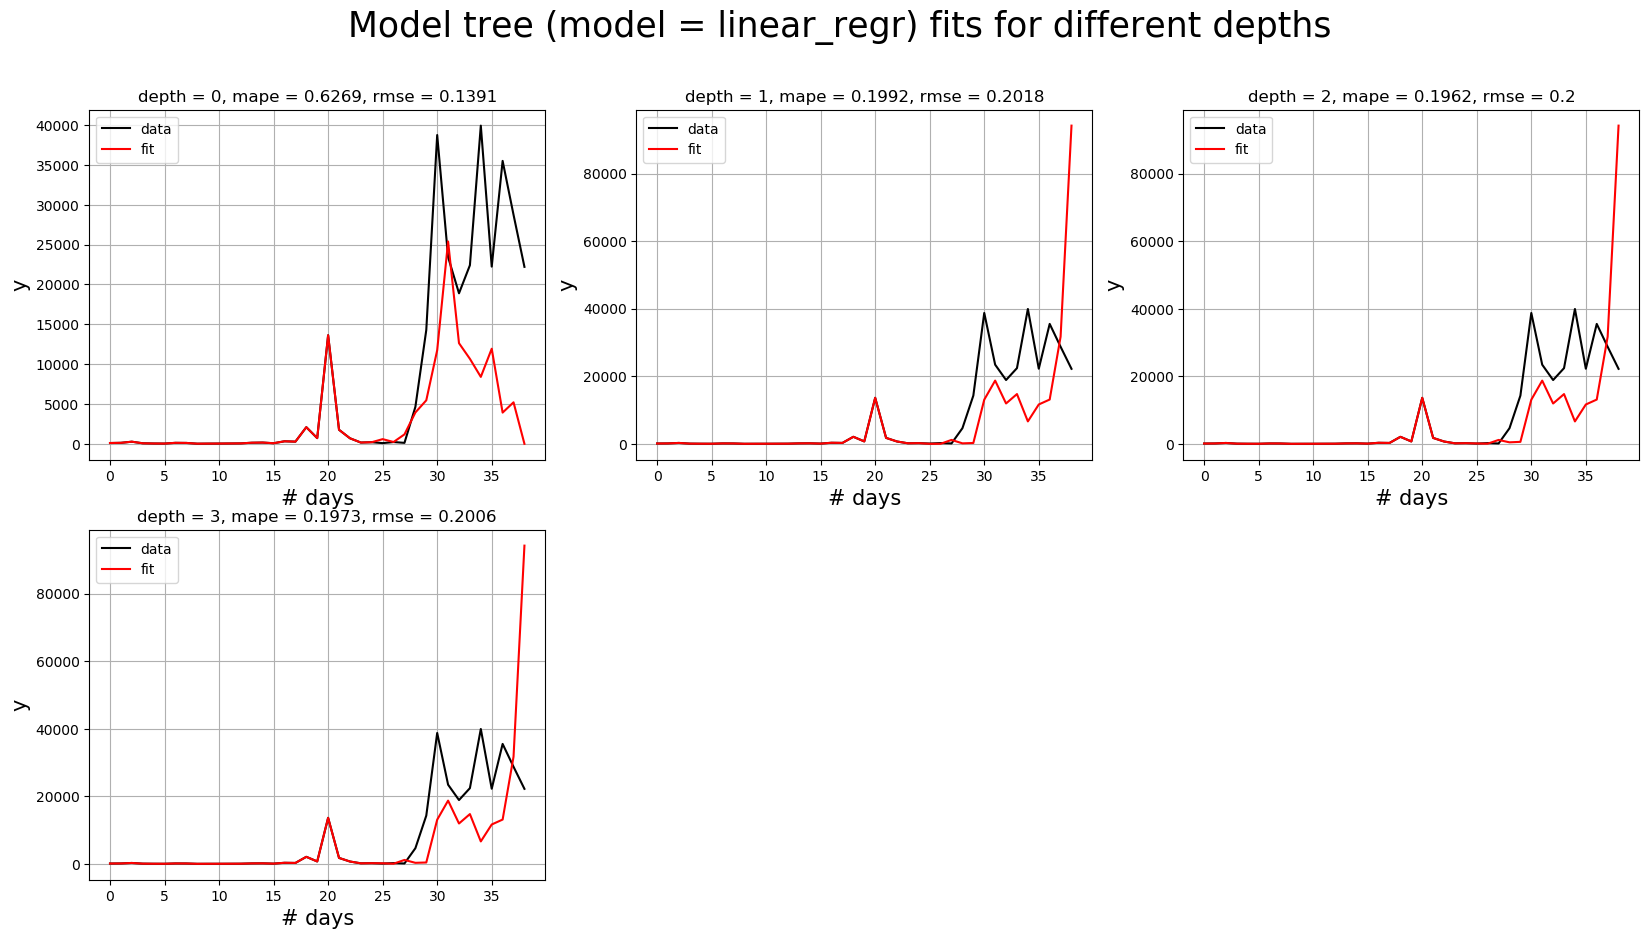 Model tree (model = linear_regr) fits for different depths
depth = 0, mape = 0.6269, rmse = 0.1391
data
fit
40000
35000
30000
25000
20000
15000
10000
5000
0
y
0 5 10 15 20 25 30 35
# days
depth = 1, mape = 0.1992, rmse = 0.2018
data
fit
80000
60000
40000
20000
0
y
0 5 10 15 20 25 30 35
# days
depth = 2, mape = 0.1962, rmse = 0.2
data
fit
80000
60000
40000
20000
0
y
0 5 10 15 20 25 30 35
# days
depth = 3, mape = 0.1973, rmse = 0.2006
data
fit
80000
60000
40000
20000
0
y
0 5 10 15 20 25 30 35
# days